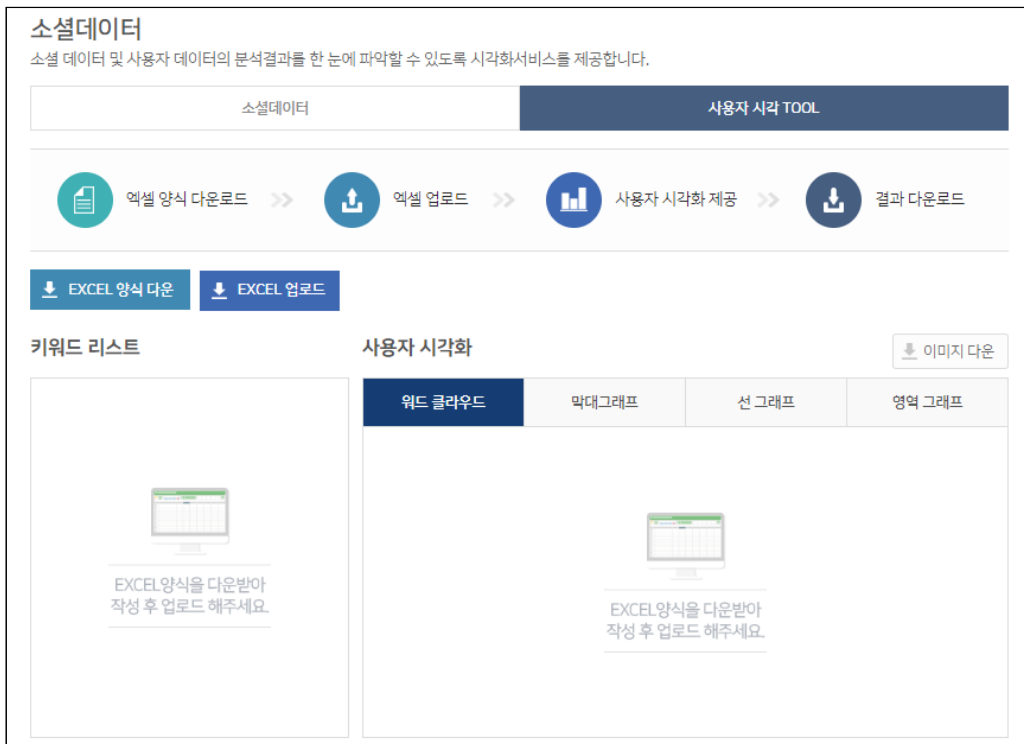 소셜데이터
소셜 데이터 및 사용자 데이터의 분석결과를 한 눈에 파악할 수 있도록 시각화서비스를 제공합니다.
소셜데이터
사용자 시각 TOOL
엑셀 양식 다운로드
엑셀 업로드
사용자 시각화 제공
결과 다운로드
EXCEL 양식 다운
EXCEL 업로드
키워드 리스트
사용자 시각화
이미지 다운
워드 클라우드
막대그래프
선 그래프
영역 그래프
EXCEL양식을 다운받아
작성 후 업로드 해주세요.
EXCEL양식을 다운받아
작성 후 업로드 해주세요.